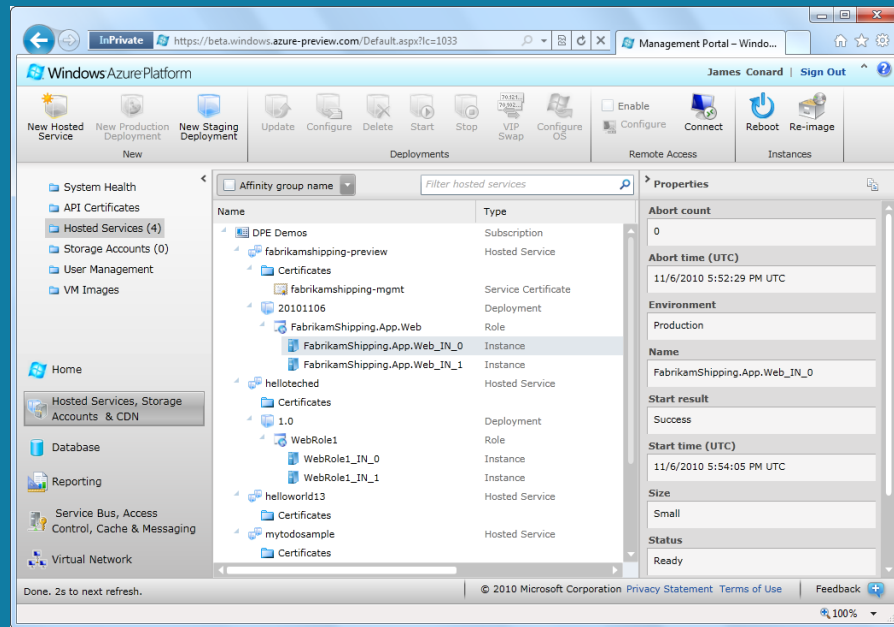 InPrivate https://beta.windows.azure-preview.com/Default.aspx?lc=1033
Management Portal – Windo...
Windows Azure Platform
James Conard | Sign Out
New Hosted Service
New Production Deployment
New Staging Deployment
Update
Configure
Delete
Start
Stop
VIP Swap
Configure OS
Enable
Configure
Connect
Reboot
Re-image
New
Deployments
Remote Access
Instances
System Health
API Certificates
Hosted Services (4)
Storage Accounts (0)
User Management
VM Images
Home
Hosted Services, Storage
Accounts & CDN
Database
Reporting
Service Bus, Access
Control, Cache & Messaging
Virtual Network
Affinity group name
Filter hosted services
Name Type
DPE Demos Subscription
fabrikamshipping-preview Hosted Service
Certificates
fabrikamshipping-mgmt Service Certificate
20101106 Deployment
FabrikamShipping.App.Web Role
FabrikamShipping.App.Web_IN_0 Instance
FabrikamShipping.App.Web_IN_1 Instance
helloteched Hosted Service
Certificates
1.0 Deployment
WebRole1 Role
WebRole1_IN_0 Instance
WebRole1_IN_1 Instance
helloworld13 Hosted Service
Certificates
mytodosample Hosted Service
Certificates
Properties
Abort count
0
Abort time (UTC)
11/6/2010 5:52:29 PM UTC
Environment
Production
Name
FabrikamShipping.App.Web_IN_0
Start result
Success
Start time (UTC)
11/6/2010 5:54:05 PM UTC
Size
Small
Status
Ready
Done. 2s to next refresh.
© 2010 Microsoft Corporation Privacy Statement Terms of Use
Feedback
100%